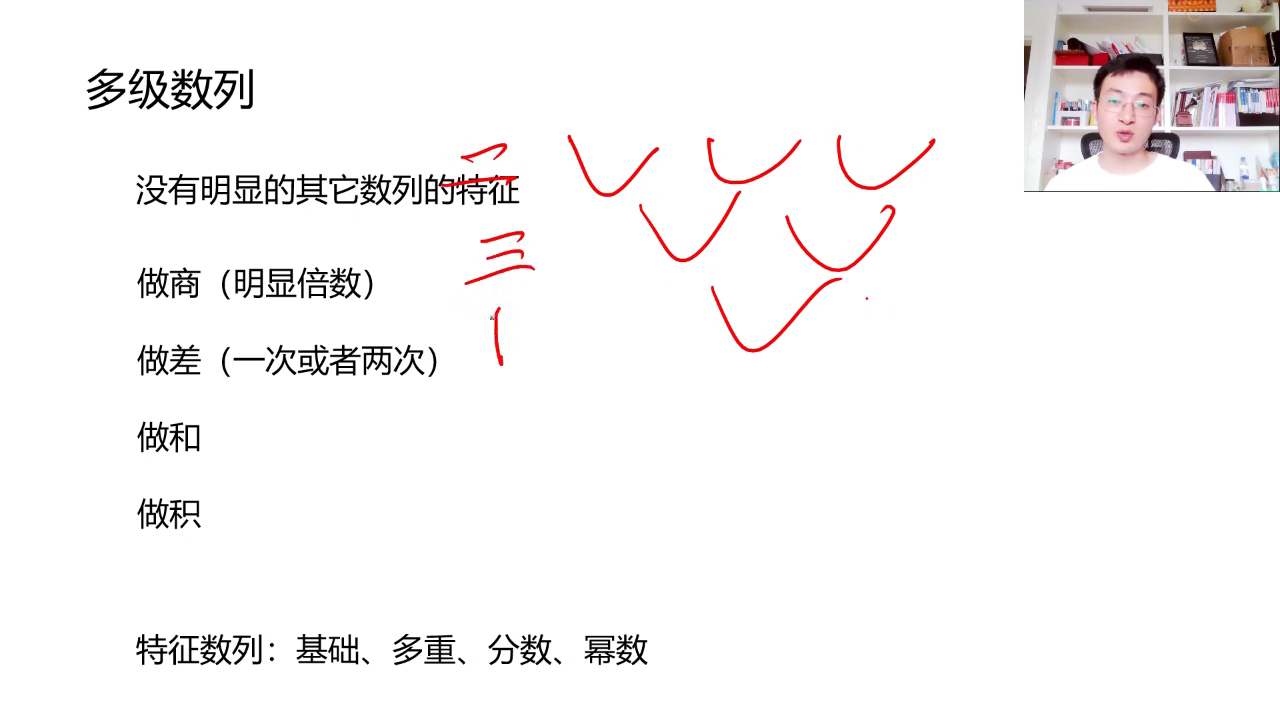 多级数列
没有明显的其它数列的特征
二
三
做商（明显倍数）
做差（一次或者两次）
做和
做积
特征数列：基础、多重、分数、幂数